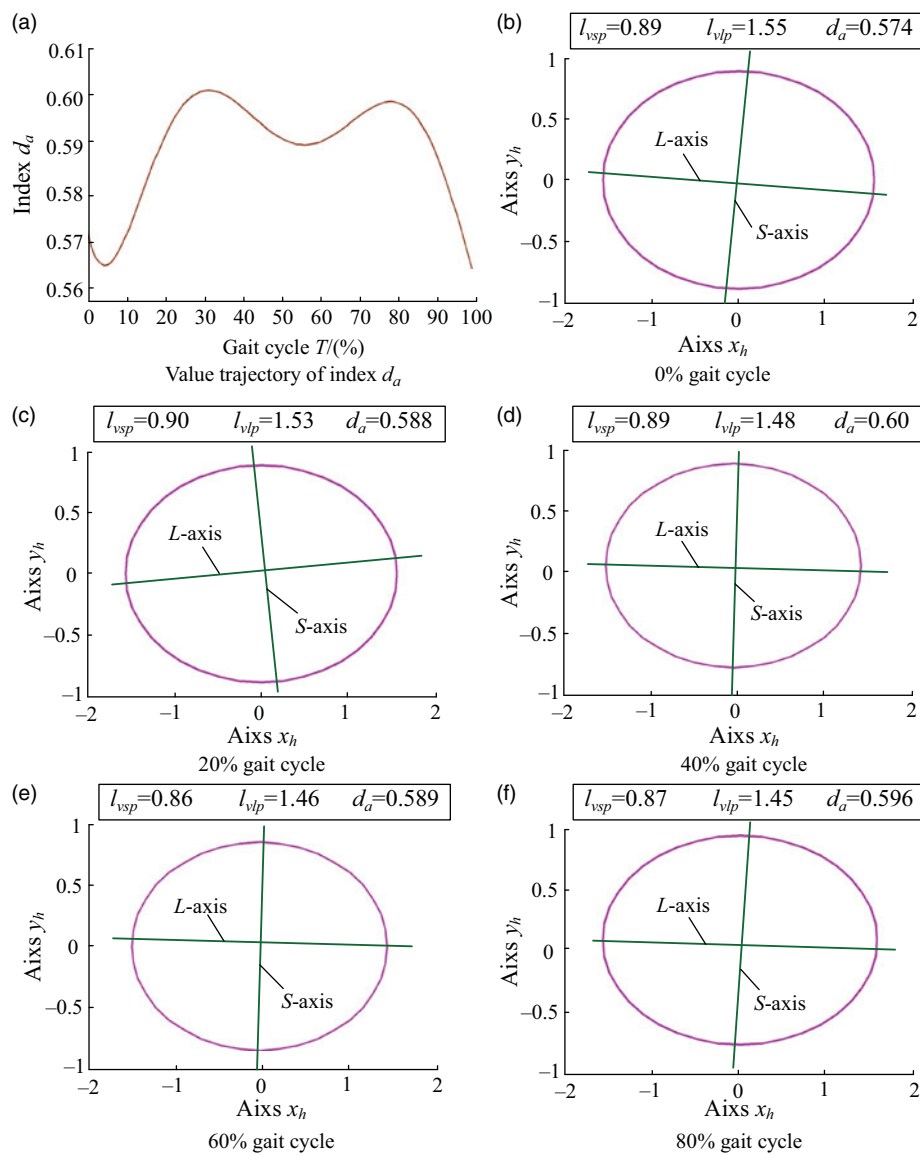 (a)
0.61
0.60
0.59
0.58
0.57
0.56
Index d_a
0 10 20 30 40 50 60 70 80 90 100
Gait cycle T/(%)
Value trajectory of index d_a
(b)
l_vsp=0.89 l_vlp=1.55 d_a=0.574
1
0.5
0
−0.5
−1
Aixs y_h
L-axis
S-axis
−2 −1 0 1 2
Aixs x_h
0% gait cycle
(c)
l_vsp=0.90 l_vlp=1.53 d_a=0.588
1
0.5
0
−0.5
−1
Aixs y_h
L-axis
S-axis
−2 −1 0 1 2
Aixs x_h
20% gait cycle
(d)
l_vsp=0.89 l_vlp=1.48 d_a=0.60
1
0.5
0
−0.5
−1
Aixs y_h
L-axis
S-axis
−2 −1 0 1 2
Aixs x_h
40% gait cycle
(e)
l_vsp=0.86 l_vlp=1.46 d_a=0.589
1
0.5
0
−0.5
−1
Aixs y_h
L-axis
S-axis
−2 −1 0 1 2
Aixs x_h
60% gait cycle
(f)
l_vsp=0.87 l_vlp=1.45 d_a=0.596
1
0.5
0
−0.5
−1
Aixs y_h
L-axis
S-axis
−2 −1 0 1 2
Aixs x_h
80% gait cycle